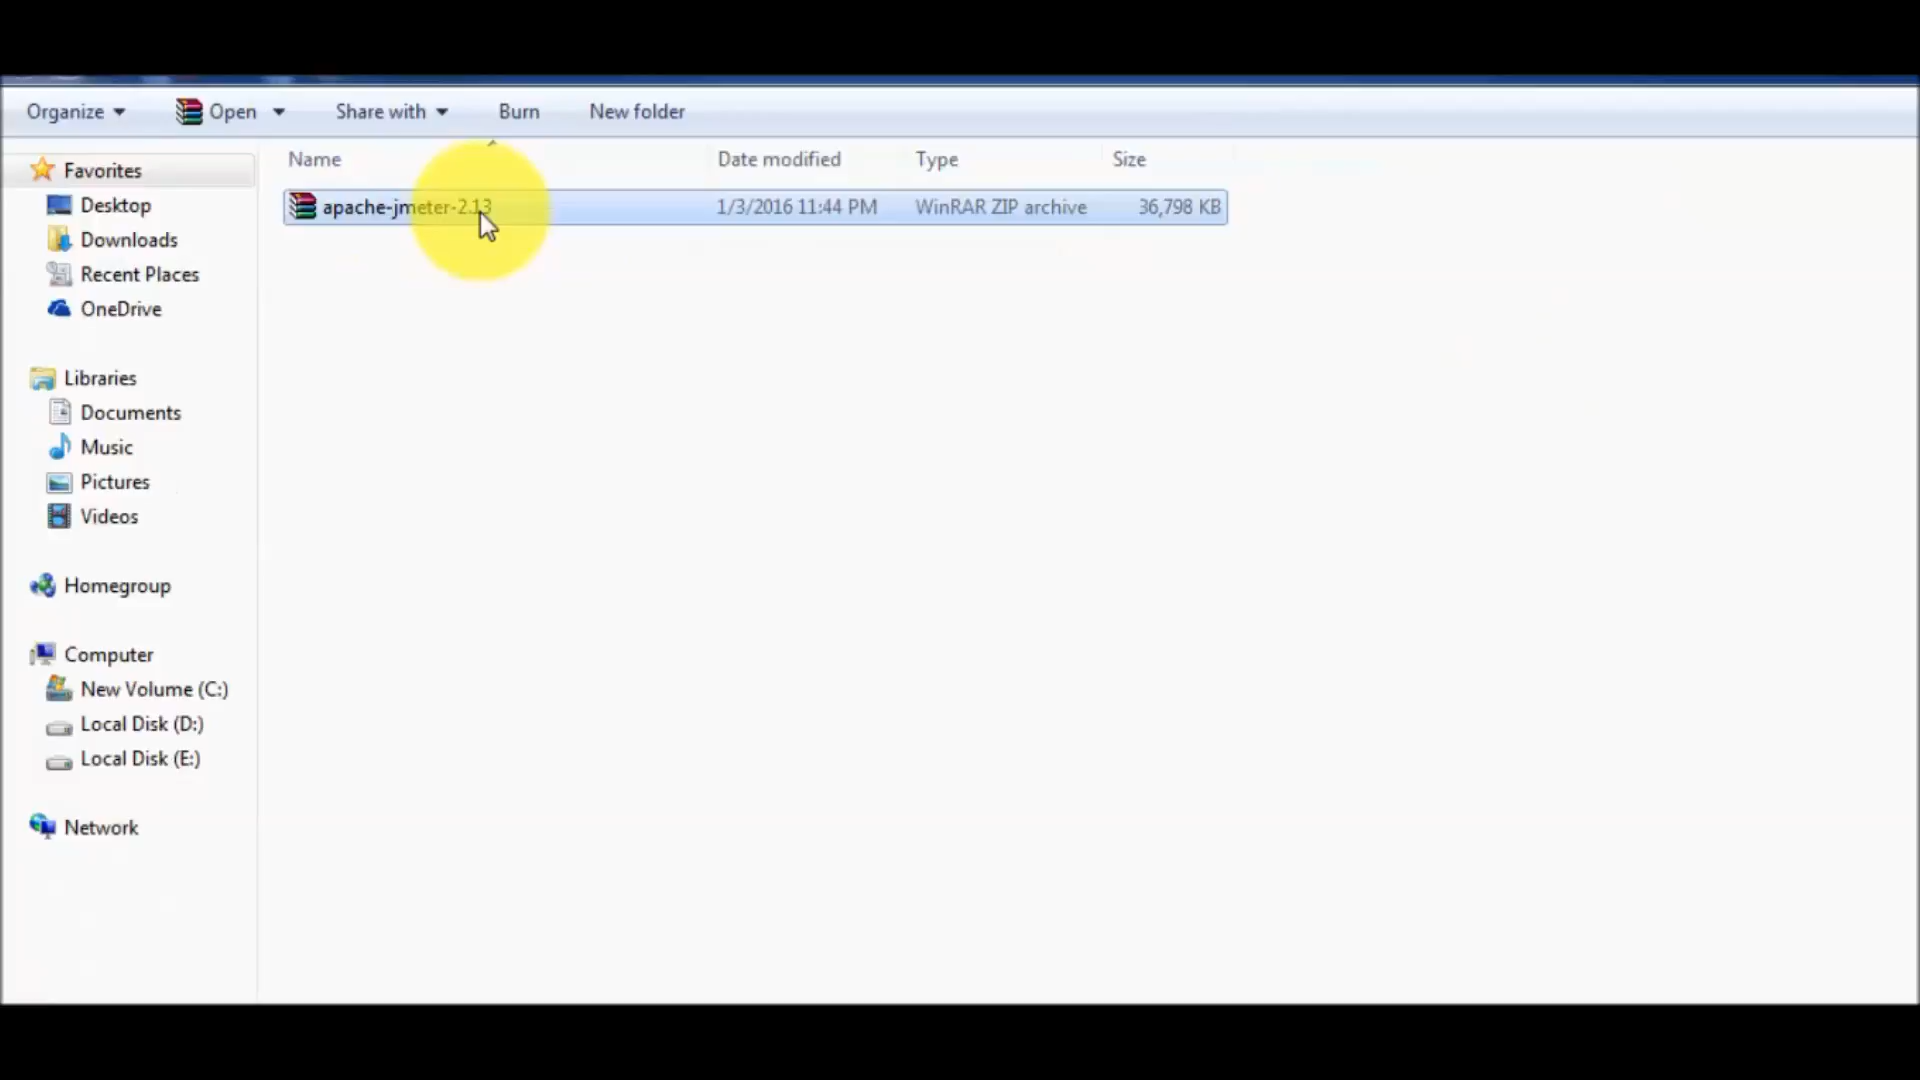 Organize Open Share with Burn New folder
Name Date modified Type Size
apache-jmeter-2.13 1/3/2016 11:44 PM WinRAR ZIP archive 36,798 KB
Favorites
Desktop
Downloads
Recent Places
OneDrive
Libraries
Documents
Music
Pictures
Videos
Homegroup
Computer
New Volume (C:)
Local Disk (D:)
Local Disk (E:)
Network